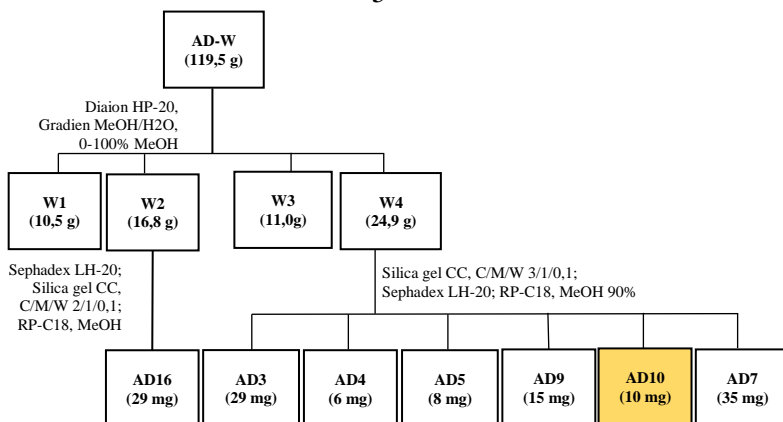 AD-W
(119,5 g)
Diaion HP-20,
Gradien MeOH/H2O,
0-100% MeOH
W1
(10,5 g)
W2
(16,8 g)
W3
(11,0g)
W4
(24,9 g)
Sephadex LH-20;
Silica gel CC,
C/M/W 2/1/0,1;
RP-C18, MeOH
Silica gel CC, C/M/W 3/1/0,1;
Sephadex LH-20; RP-C18, MeOH 90%
AD16
(29 mg)
AD3
(29 mg)
AD4
(6 mg)
AD5
(8 mg)
AD9
(15 mg)
AD10
(10 mg)
AD7
(35 mg)